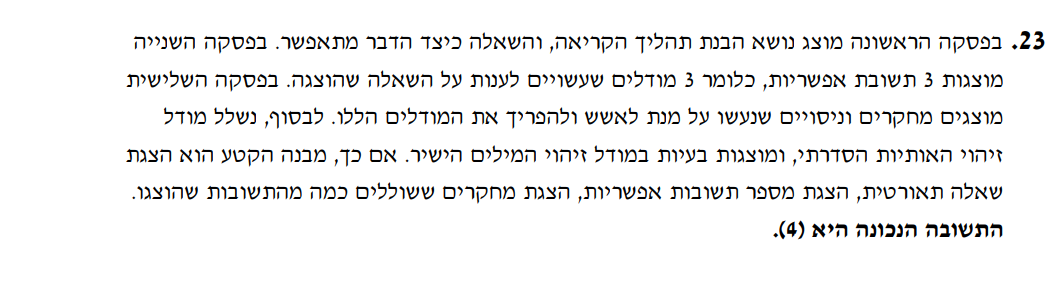 23. בפסקה הראשונה מוצג נושא הבנת תהליך הקריאה, והשאלה כיצד הדבר מתאפשר. בפסקה השנייה
מוצגות 3 תשובת אפשריות, כלומר 3 מודלים שעשויים לענות על השאלה שהוצגה. בפסקה השלישית
מוצגים מחקרים וניסויים שנעשו על מנת לאשש ולהפריך את המודלים הללו. לבסוף, נשלל מודל
זיהוי האותיות הסדרתי, ומוצגות בעיות במודל זיהוי המילים הישיר. אם כך, מבנה הקטע הוא הצגת
שאלה תאורטית, הצגת מספר תשובות אפשריות, הצגת מחקרים ששוללים כמה מהתשובות שהוצגו.
התשובה הנכונה היא (4).